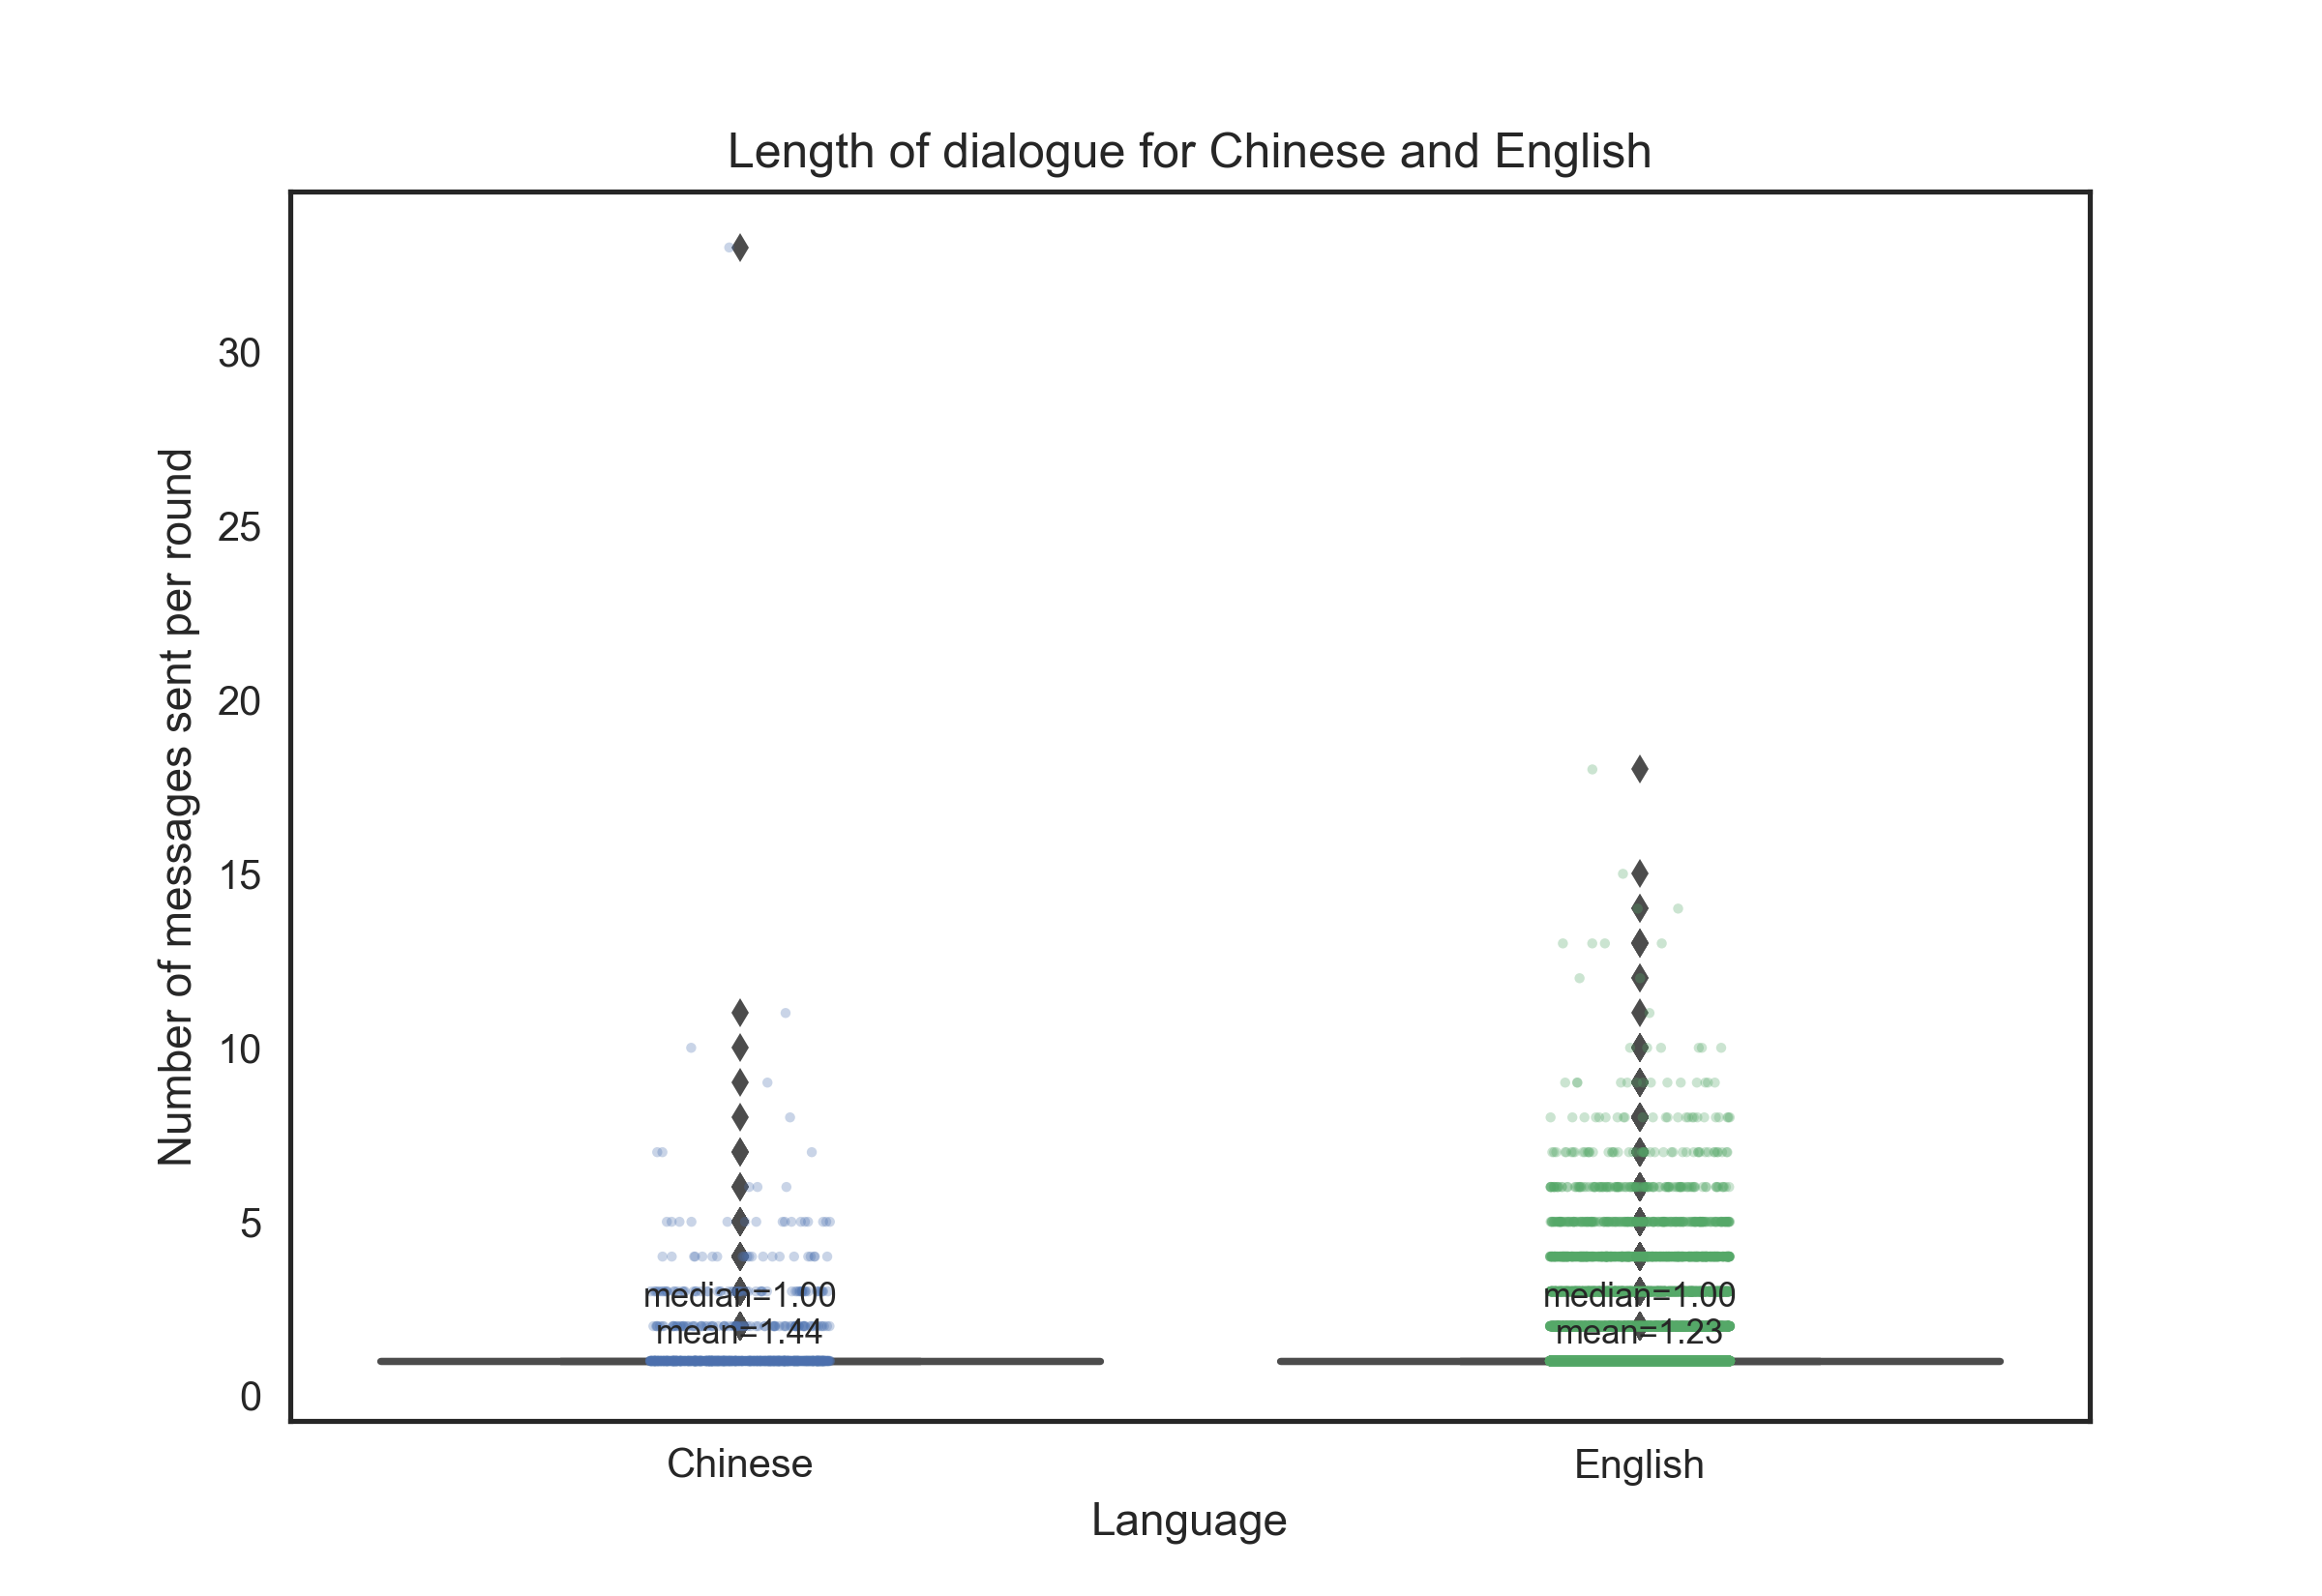 Length of dialogue for Chinese and English
Number of messages sent per round
30
25
20
15
10
5
0
median=1.00
mean=1.44
median=1.00
mean=1.23
Chinese
English
Language